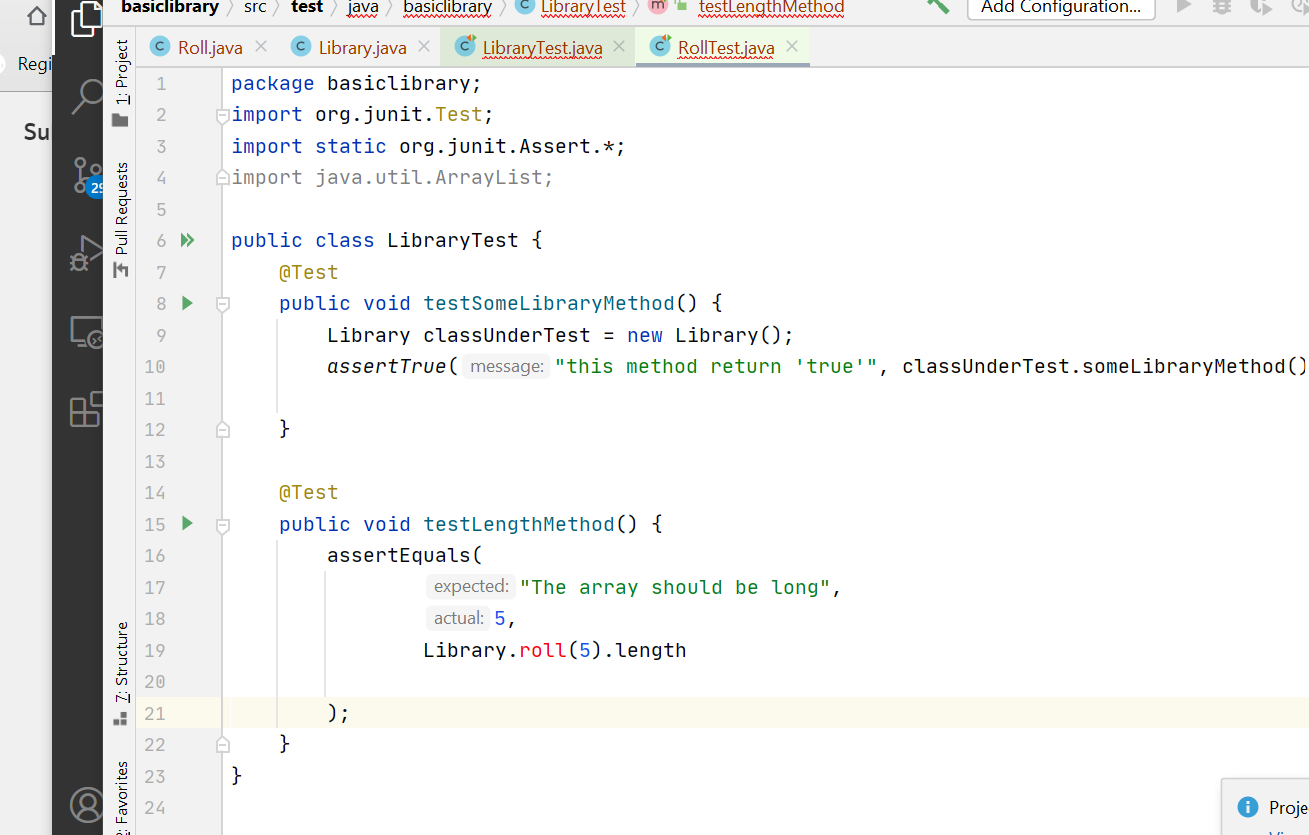 basiclibrary src test java basiclibrary LibraryTest testLengthMethod Add Configuration...
Roll.java Library.java LibraryTest.java RollTest.java
Regi
Su
29
1: Project
Pull Requests
7: Structure
2: Favorites
1 package basiclibrary;
2 import org.junit.Test;
3 import static org.junit.Assert.*;
4 import java.util.ArrayList;
5
6 public class LibraryTest {
7 @Test
8 public void testSomeLibraryMethod() {
9 Library classUnderTest = new Library();
10 assertTrue( message: "this method return 'true'", classUnderTest.someLibraryMethod()
11
12 }
13
14 @Test
15 public void testLengthMethod() {
16 assertEquals(
17 expected: "The array should be long",
18 actual: 5,
19 Library.roll(5).length
20
21 );
22 }
23 }
24
Proje